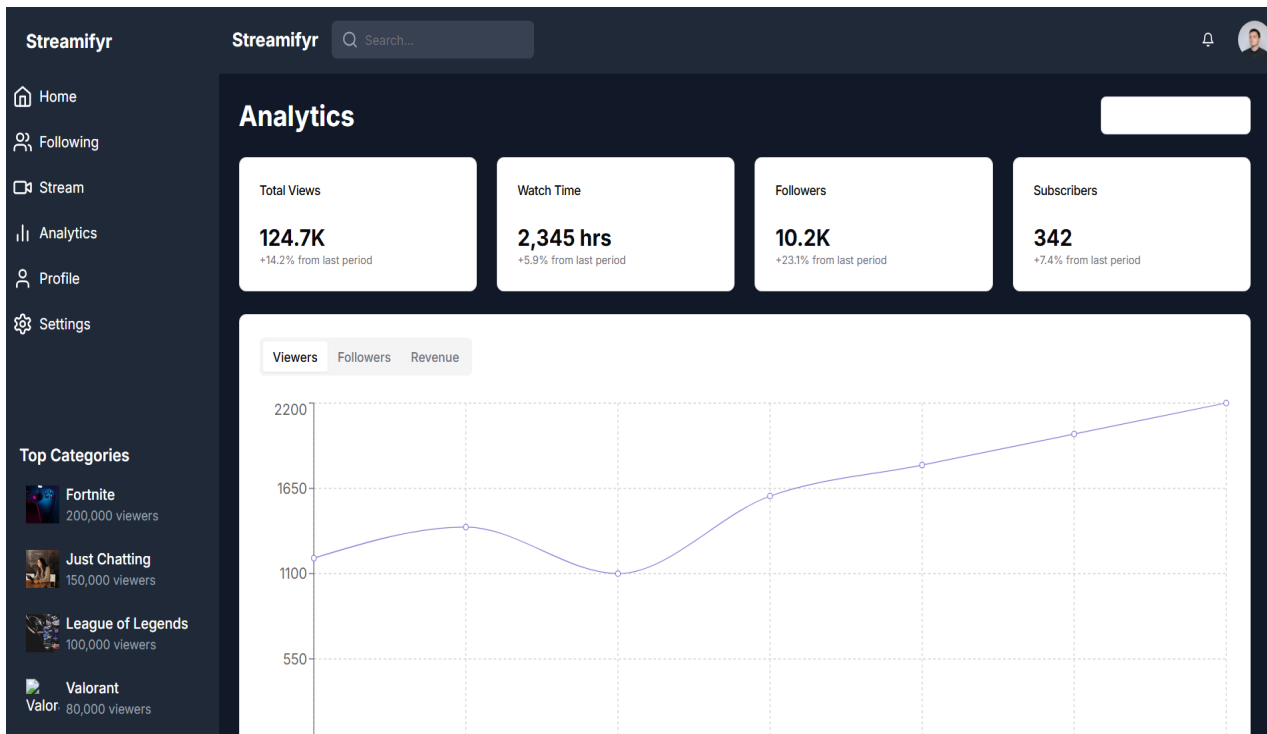 Streamifyr
Home
Following
Stream
Analytics
Profile
Settings
Top Categories
Fortnite
200,000 viewers
Just Chatting
150,000 viewers
League of Legends
100,000 viewers
Valor
Valorant
80,000 viewers
Streamifyr
Search...
Analytics
Total Views
124.7K
+14.2% from last period
Watch Time
2,345 hrs
+5.9% from last period
Followers
10.2K
+23.1% from last period
Subscribers
342
+7.4% from last period
Viewers Followers Revenue
2200
1650
1100
550